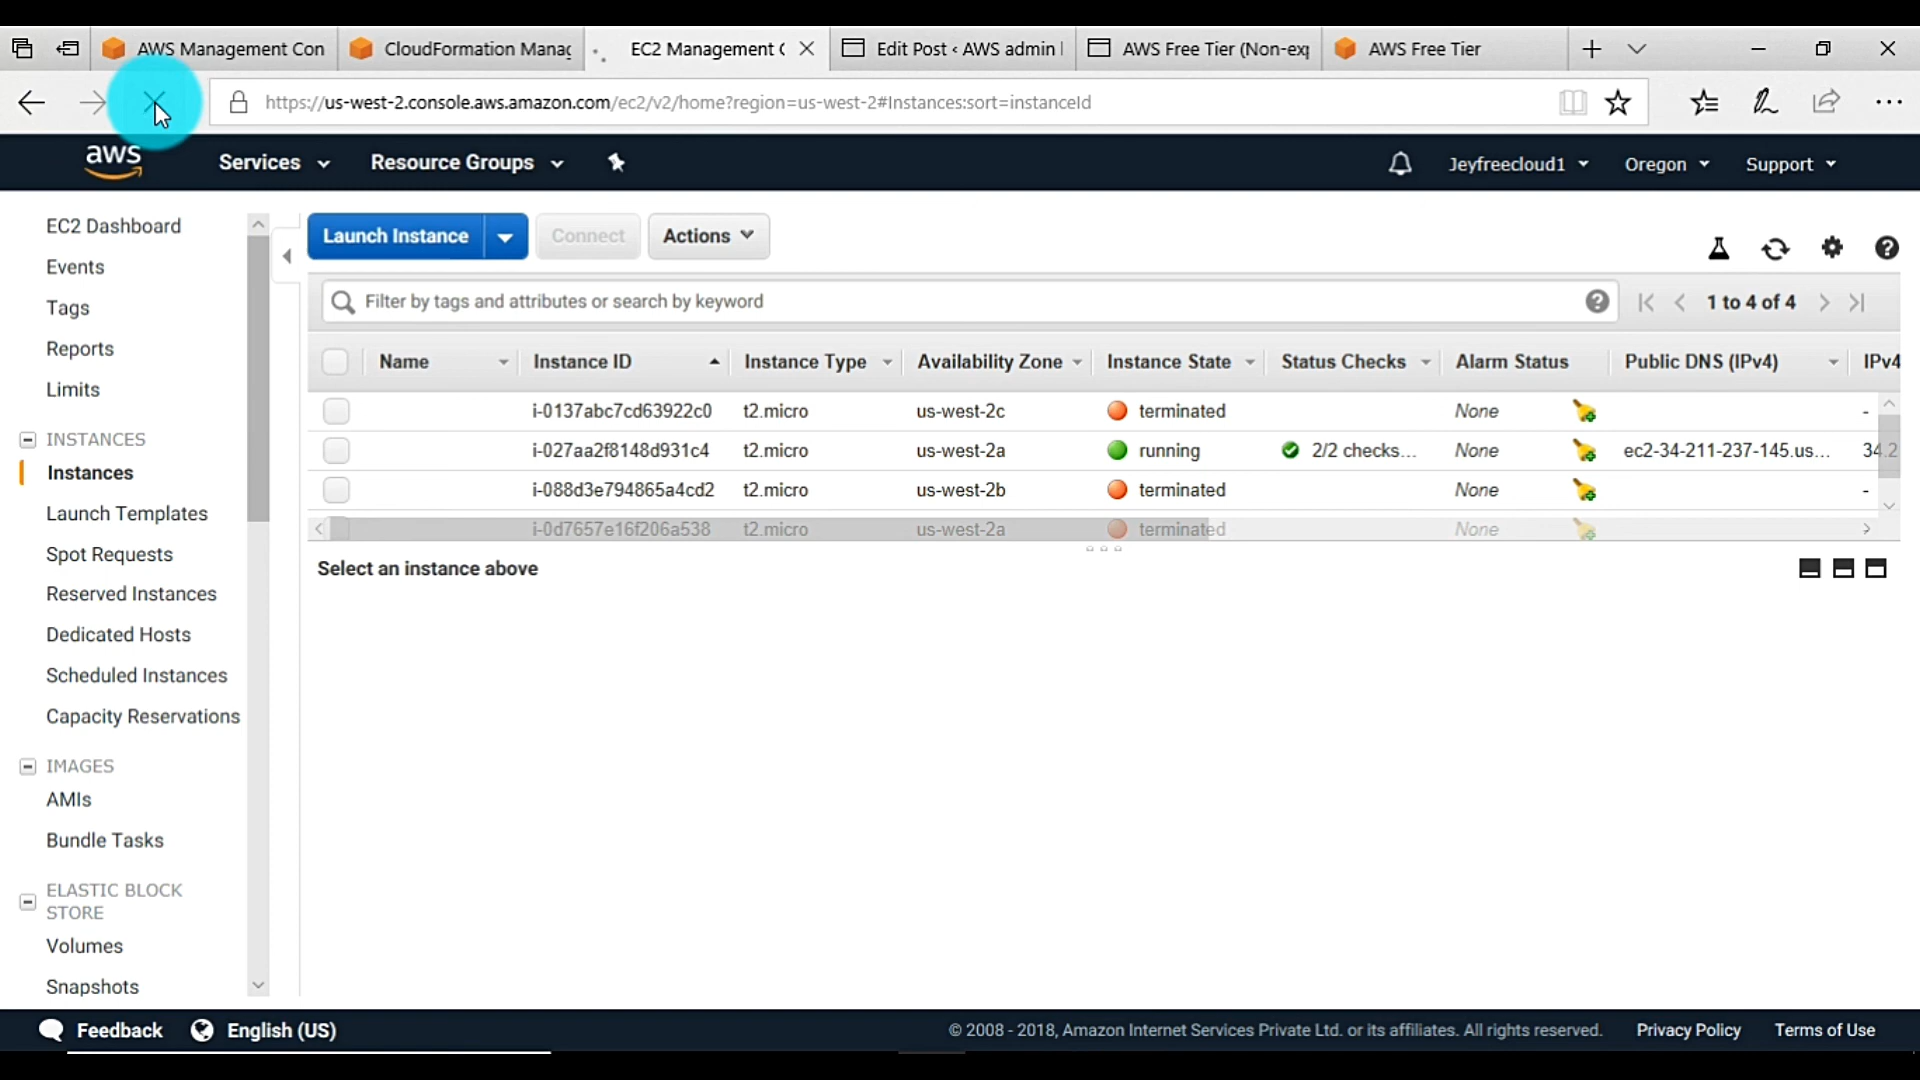 AWS Management Con
CloudFormation Manag
EC2 Management C
Edit Post ‹ AWS admin
AWS Free Tier (Non-exp
AWS Free Tier
https://us-west-2.console.aws.amazon.com/ec2/v2/home?region=us-west-2#Instances:sort=instanceId
aws
Services
Resource Groups
Jeyfreecloud1
Oregon
Support
EC2 Dashboard
Events
Tags
Reports
Limits
INSTANCES
Instances
Launch Templates
Spot Requests
Reserved Instances
Dedicated Hosts
Scheduled Instances
Capacity Reservations
IMAGES
AMIs
Bundle Tasks
ELASTIC BLOCK
STORE
Volumes
Snapshots
Launch Instance
Connect
Actions
Filter by tags and attributes or search by keyword
1 to 4 of 4
Name Instance ID Instance Type Availability Zone Instance State Status Checks Alarm Status Public DNS (IPv4) IPv4
i-0137abc7cd63922c0 t2.micro us-west-2c terminated None -
i-027aa2f8148d931c4 t2.micro us-west-2a running 2/2 checks... None ec2-34-211-237-145.us... 34.2
i-088d3e794865a4cd2 t2.micro us-west-2b terminated None -
i-0d7657e16f206a538 t2.micro us-west-2a terminated None
Select an instance above
Feedback
English (US)
© 2008 - 2018, Amazon Internet Services Private Ltd. or its affiliates. All rights reserved.
Privacy Policy
Terms of Use